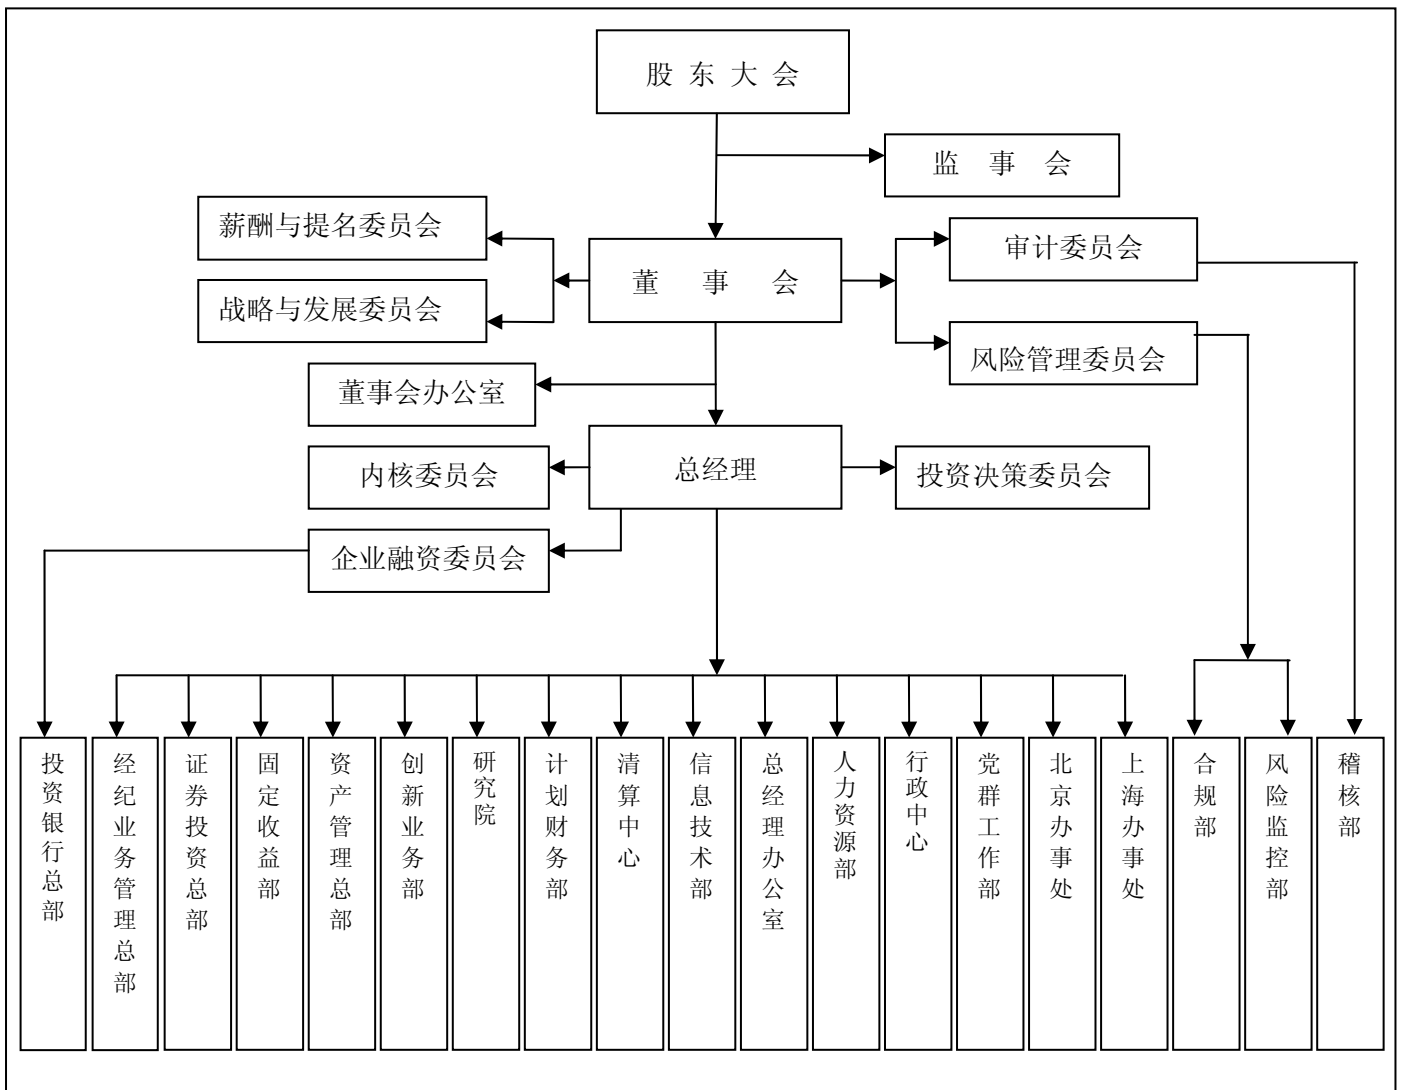 股 东 大 会
监 事 会
薪酬与提名委员会
董 事 会
审计委员会
战略与发展委员会
风险管理委员会
董事会办公室
总经理
内核委员会
投资决策委员会
企业融资委员会
投资银行总部
经纪业务管理总部
证券投资总部
固定收益部
资产管理总部
创新业务部
研究院
计划财务部
清算中心
信息技术部
总经理办公室
人力资源部
行政中心
党群工作部
北京办事处
上海办事处
合规部
风险监控部
稽核部